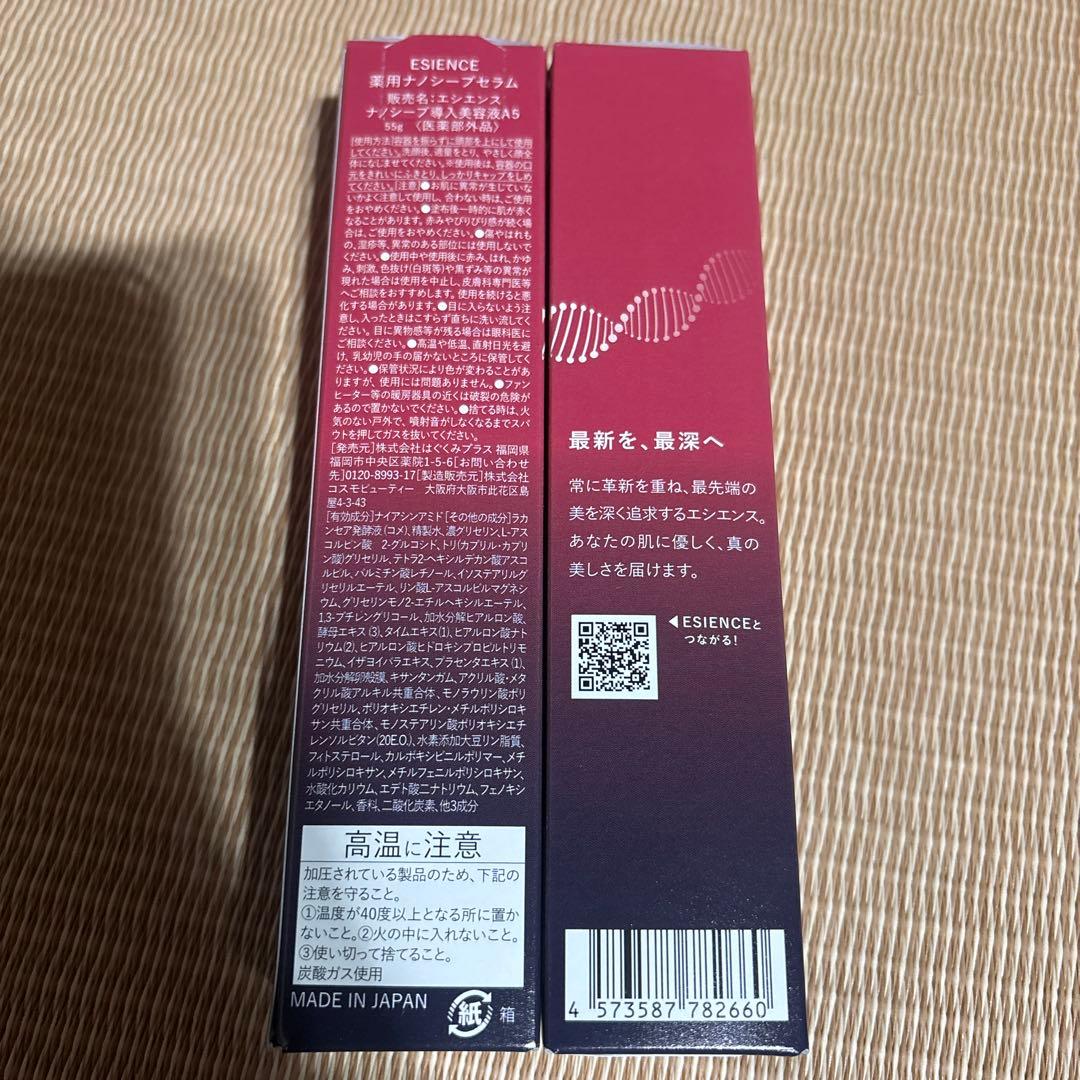 ESIENCE
薬用ナノシープセラム
販売名:エシエンス
ナノシーブ導入美容液A5
55g 〈医薬部外品〉
[使用方法]容器を振らずに頭部を上にして使用
してください。洗顔後、適量をとり、やさしく顔全
体になじませてください。※使用後は、容器の口
元をきれいにふきとり、しっかりキャップをしめ
てください。[注意]●お肌に異常が生じていな
いかよく注意して使用し、合わない時は、ご使用
をおやめください。●塗布後一時的に肌が赤く
なることがあります。赤みやぴりぴり感が続く場
合は、ご使用をおやめください。●傷やはれも
の、湿疹等、異常のある部位には使用しないで
ください。●使用中や使用後に赤み、はれ、かゆ
み、刺激、色抜け(白斑等)や黒ずみ等の異常が
現れた場合は使用を中止し、皮膚科専門医等
へご相談をおすすめします。使用を続けると悪
化する場合があります。●目に入らないよう注
意し、入ったときはこすらず直ちに洗い流してく
ださい。目に異物感等が残る場合は眼科医に
ご相談ください。●高温や低温、直射日光を避
け、乳幼児の手の届かないところに保管してく
ださい。●保管状況により色が変わることがあ
りますが、使用には問題ありません。●ファン
ヒーター等の暖房器具の近くは破裂の危険が
あるので置かないでください。●捨てる時は、火
気のない戸外で、噴射音がしなくなるまでスパ
ウトを押してガスを抜いてください。
[発売元]株式会社はぐくみプラス 福岡県
福岡市中央区薬院1-5-6[お問い合わせ
先]0120-8993-17[製造販売元]株式会社
コスモビューティー 大阪府大阪市此花区島
屋4-3-43
[有効成分]ナイアシンアミド[その他の成分]ラカ
ンセア発酵液(コメ)、精製水、濃グリセリン、L-アス
コルビン酸 2-グルコシド、トリ(カプリル・カプリ
ン酸)グリセリル、テトラ2-ヘキシルデカン酸アスコ
ルビル、パルミチン酸レチノール、イソステアリルグ
リセリルエーテル、リン酸L-アスコルビルマグネシ
ウム、グリセリンモノ2-エチルヘキシルエーテル、
1,3-ブチレングリコール、加水分解ヒアルロン酸、
酵母エキス(3)、タイムエキス(1)、ヒアルロン酸ナト
リウム(2)、ヒアルロン酸ヒドロキシプロピルトリモ
ニウム、イザヨイバラエキス、プラセンタエキス(1)、
加水分解卵殻膜、キサンタンガム、アクリル酸・メタ
クリル酸アルキル共重合体、モノラウリン酸ポリ
グリセリル、ポリオキシエチレン・メチルポリシロキ
サン共重合体、モノステアリン酸ポリオキシエチ
レンソルビタン(20E.O.)、水素添加大豆リン脂質、
フィトステロール、カルボキシビニルポリマー、メチ
ルポリシロキサン、メチルフェニルポリシロキサン、
水酸化カリウム、エデト酸二ナトリウム、フェノキシ
エタノール、香料、二酸化炭素、他3成分
高温に注意
加圧されている製品のため、下記の
注意を守ること。
①温度が40度以上となる所に置か
ないこと。②火の中に入れないこと。
③使い切って捨てること。
炭酸ガス使用
MADE IN JAPAN
紙 箱
最新を、最深へ
常に革新を重ね、最先端の
美を深く追求するエシエンス。
あなたの肌に優しく、真の
美しさを届けます。
◀ESIENCEと
つながる!
4 573587 782660